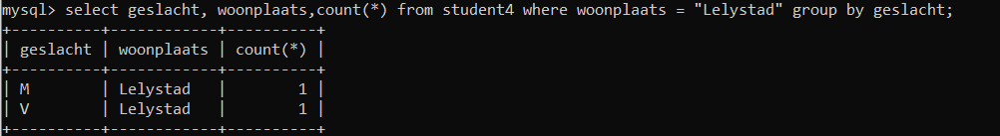 mysql> select geslacht, woonplaats,count(*) from student4 where woonplaats = "Lelystad" group by geslacht;
+----------+------------+----------+
| geslacht | woonplaats | count(*) |
+----------+------------+----------+
| M        | Lelystad   |        1 |
| V        | Lelystad   |        1 |
+----------+------------+----------+